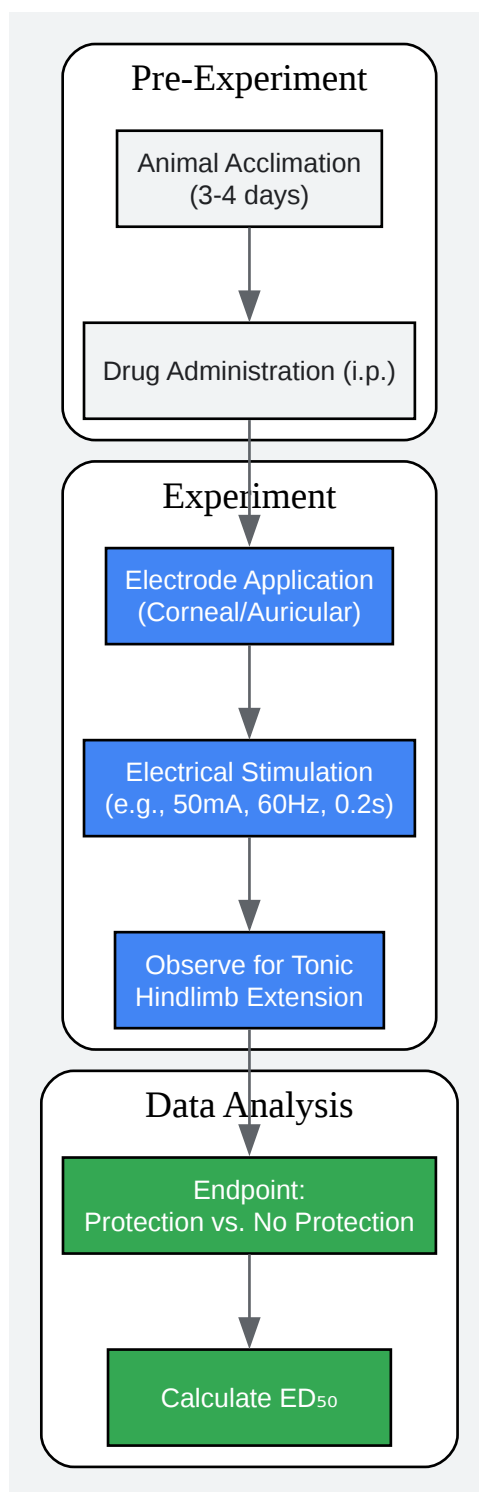 Pre-Experiment
Animal Acclimation
(3-4 days)
Drug Administration (i.p.)
Experiment
Electrode Application
(Corneal/Auricular)
Electrical Stimulation
(e.g., 50mA, 60Hz, 0.2s)
Observe for Tonic
Hindlimb Extension
Data Analysis
Endpoint:
Protection vs. No Protection
Calculate ED₅₀